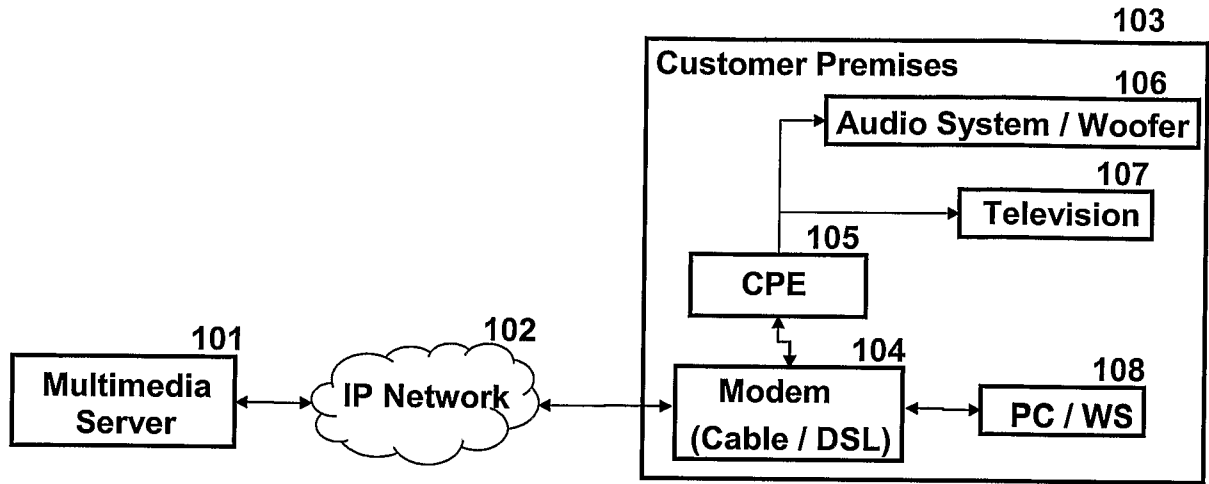 103
Customer Premises
106
Audio System / Woofer
107
Television
105
CPE
101
Multimedia
Server
102
IP Network
104
Modem
(Cable / DSL)
108
PC / WS